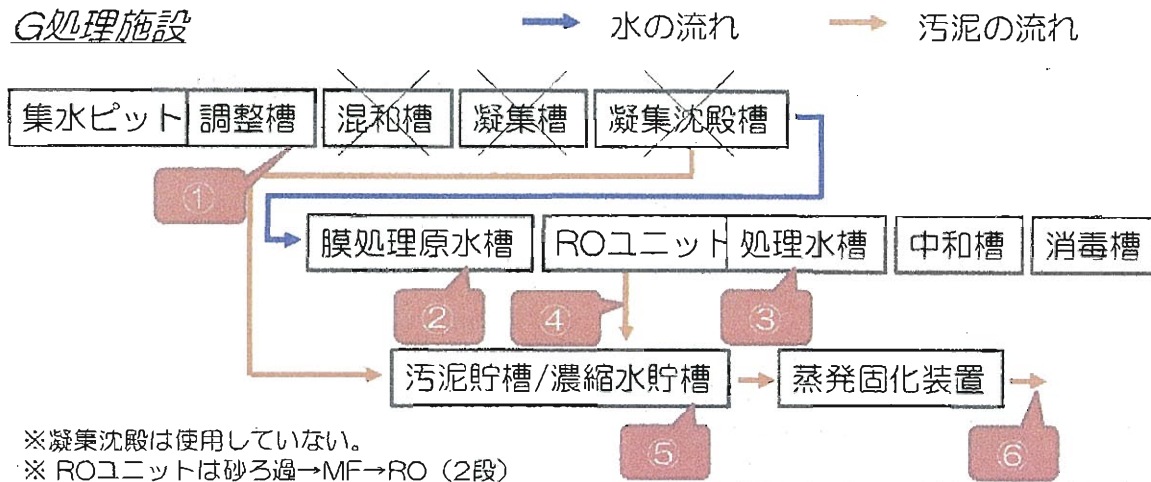 G処理施設
水の流れ
汚泥の流れ
集水ピット 調整槽 混和槽 凝集槽 凝集沈殿槽
①
膜処理原水槽 ROユニット 処理水槽 中和槽 消毒槽
② ④ ③
汚泥貯槽/濃縮水貯槽 蒸発固化装置
⑤ ⑥
※凝集沈殿は使用していない。
※ ROユニットは砂ろ過→MF→RO（2段）